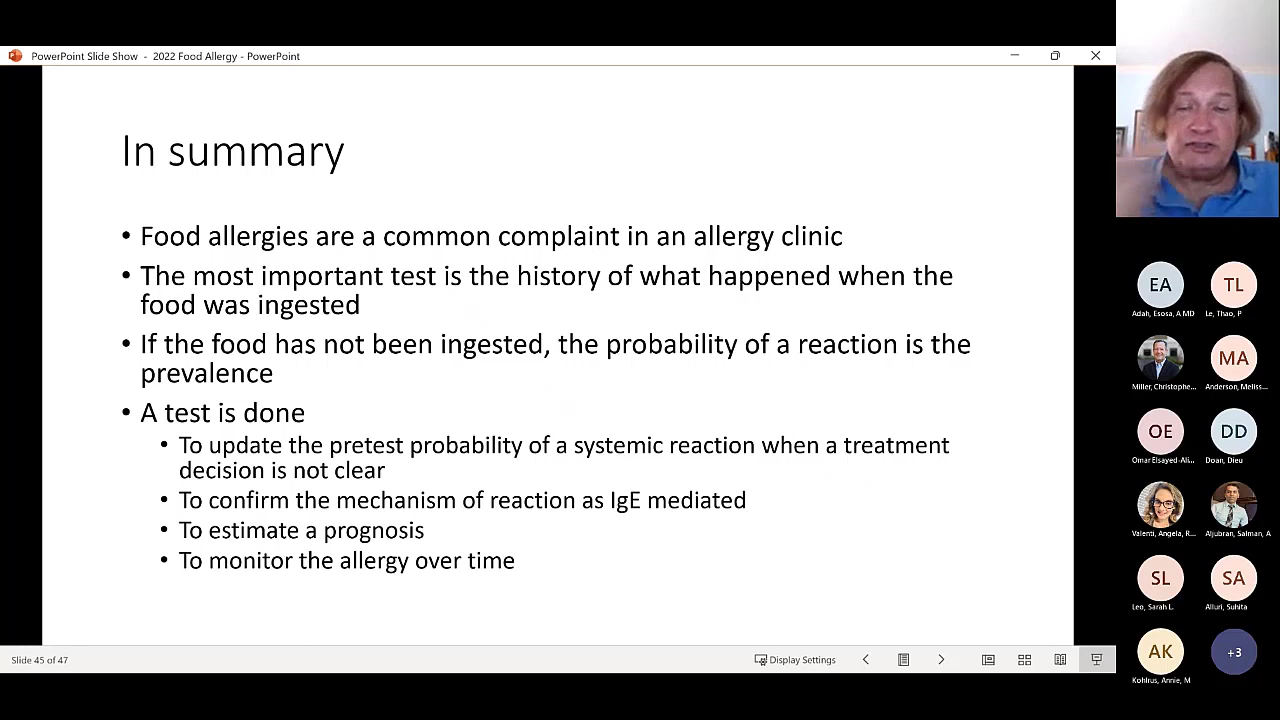 PowerPoint Slide Show - 2022 Food Allergy - PowerPoint
In summary
• Food allergies are a common complaint in an allergy clinic
• The most important test is the history of what happened when the
food was ingested
• If the food has not been ingested, the probability of a reaction is the
prevalence
• A test is done
• To update the pretest probability of a systemic reaction when a treatment
decision is not clear
• To confirm the mechanism of reaction as IgE mediated
• To estimate a prognosis
• To monitor the allergy over time
Slide 45 of 47
Display Settings
EA
TL
Adah, Esosa, A MD
Le, Thao, P
MA
Miller, Christophe...
Anderson, Meliss...
OE
DD
Omar Elsayed-Ali...
Doan, Dieu
Valenti, Angela, R...
Aljubran, Salman, A
SL
SA
Leo, Sarah L.
Alluri, Suhita
AK
+3
Kohlrus, Annie, M